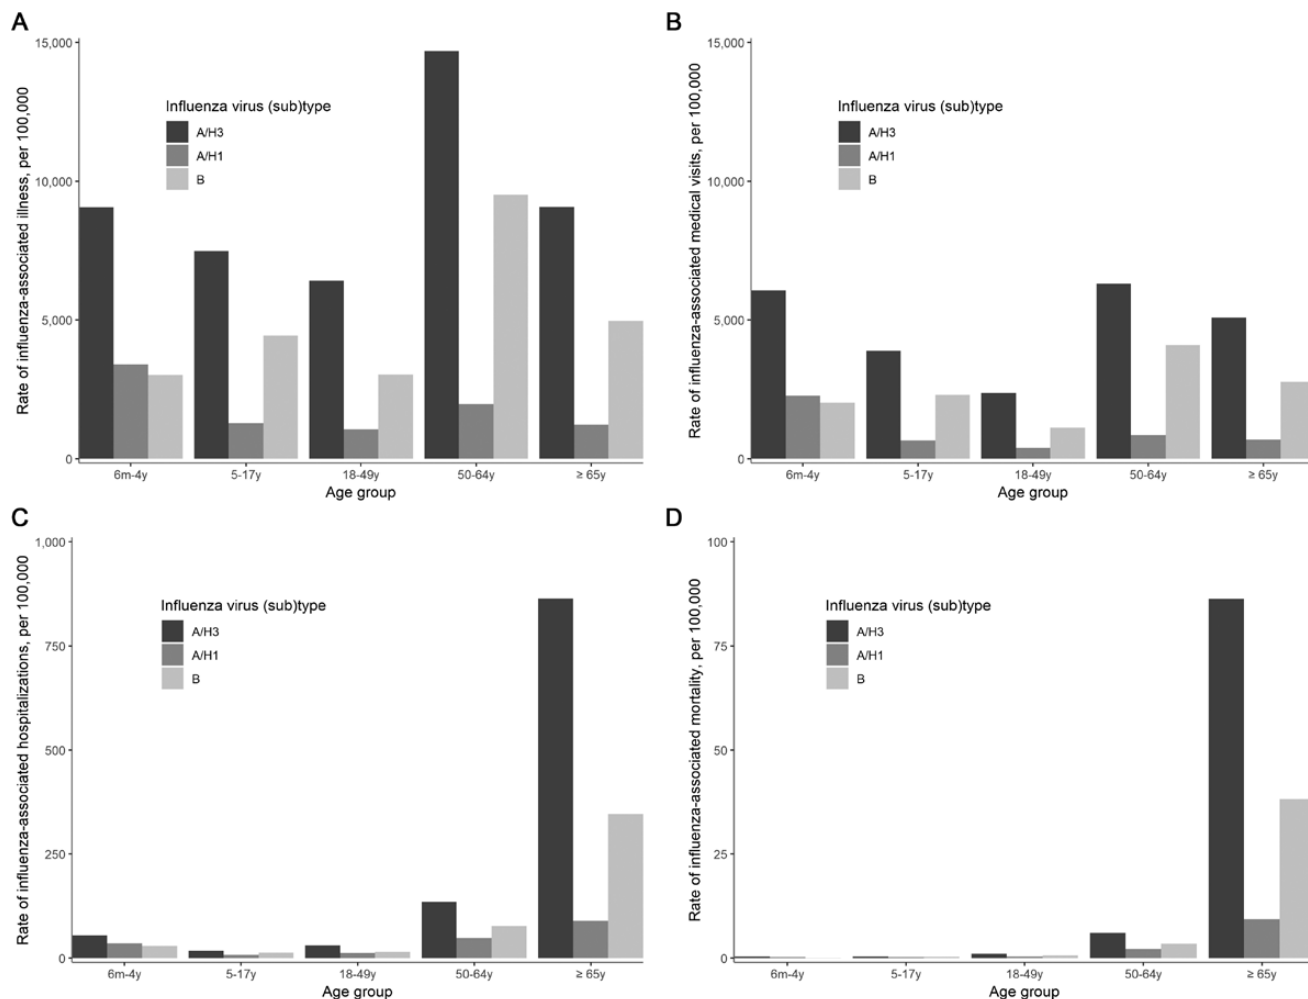 A
Rate of influenza-associated illness, per 100,000
15,000
10,000
5,000
0
Influenza virus (sub)type
A/H3
A/H1
B
6m-4y 5-17y 18-49y 50-64y ≥ 65y
Age group
B
Rate of influenza-associated medical visits, per 100,000
15,000
10,000
5,000
0
Influenza virus (sub)type
A/H3
A/H1
B
6m-4y 5-17y 18-49y 50-64y ≥ 65y
Age group
C
Rate of influenza-associated hospitalizations, per 100,000
1,000
750
500
250
0
Influenza virus (sub)type
A/H3
A/H1
B
6m-4y 5-17y 18-49y 50-64y ≥ 65y
Age group
D
Rate of influenza-associated mortality, per 100,000
100
75
50
25
0
Influenza virus (sub)type
A/H3
A/H1
B
6m-4y 5-17y 18-49y 50-64y ≥ 65y
Age group